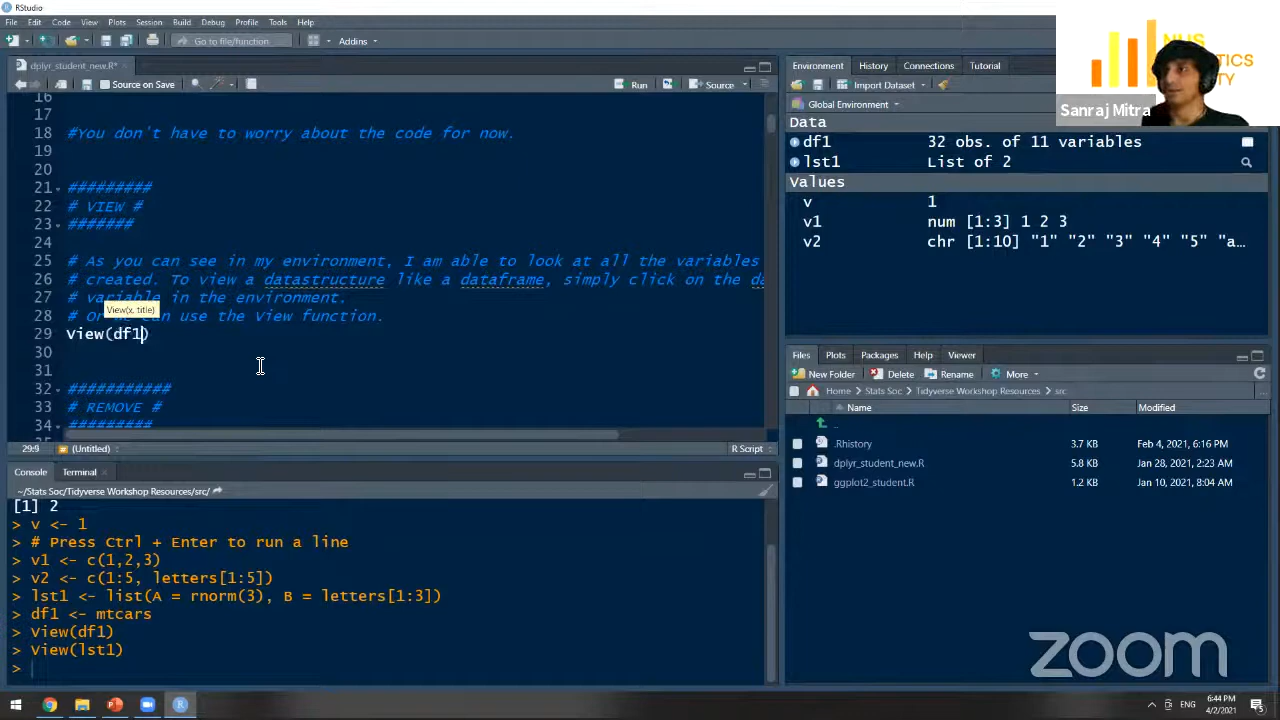 RStudio
File Edit Code View Plots Session Build Debug Profile Tools Help
Go to file/function Addins
dplyr_student_new.R*
Source on Save Run Source
16
17
18 #You don't have to worry about the code for now.
19
20
21 #########
22 # VIEW #
23 #######
24
25 # As you can see in my environment, I am able to look at all the variables
26 # created. To view a datastructure like a dataframe, simply click on the da
27 # variable in the environment.
View(x, title)
28 # Or we can use the View function.
29 View(df1)
30
31
32 ###########
33 # REMOVE #
34 #########
29:9 (Untitled) R Script
Console Terminal
~/Stats Soc/Tidyverse Workshop Resources/src/
[1] 2
> v <- 1
> # Press Ctrl + Enter to run a line
> v1 <- c(1,2,3)
> v2 <- c(1:5, letters[1:5])
> lst1 <- list(A = rnorm(3), B = letters[1:3])
> df1 <- mtcars
> View(df1)
> View(lst1)
>
Environment History Connections Tutorial
Import Dataset
Global Environment
Data
df1 32 obs. of 11 variables
lst1 List of 2
Values
v 1
v1 num [1:3] 1 2 3
v2 chr [1:10] "1" "2" "3" "4" "5" "a…
Files Plots Packages Help Viewer
New Folder Delete Rename More
Home Stats Soc Tidyverse Workshop Resources src
Name Size Modified
..
.Rhistory 3.7 KB Feb 4, 2021, 6:16 PM
dplyr_student_new.R 5.8 KB Jan 28, 2021, 2:23 AM
ggplot2_student.R 1.2 KB Jan 10, 2021, 8:04 AM
Sanraj Mitra
zoom
ENG
6:44 PM
4/2/2021
5